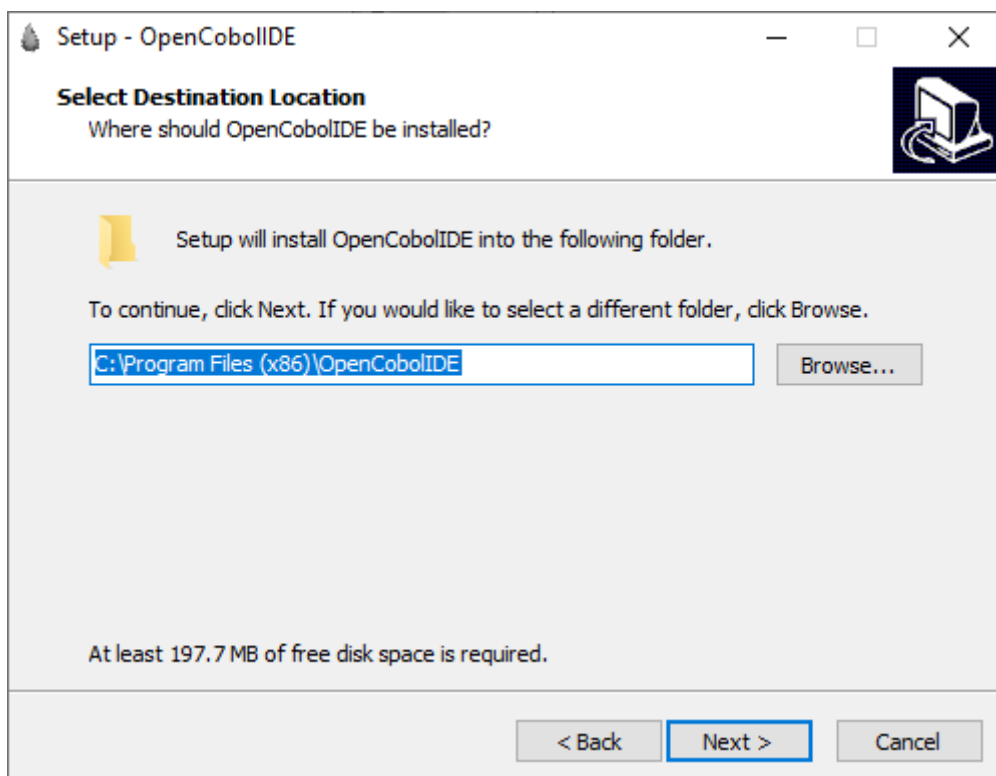 Setup - OpenCobolIDE
Select Destination Location
Where should OpenCobolIDE be installed?
Setup will install OpenCobolIDE into the following folder.
To continue, click Next. If you would like to select a different folder, click Browse.
C:\Program Files (x86)\OpenCobolIDE
Browse...
At least 197.7 MB of free disk space is required.
< Back
Next >
Cancel